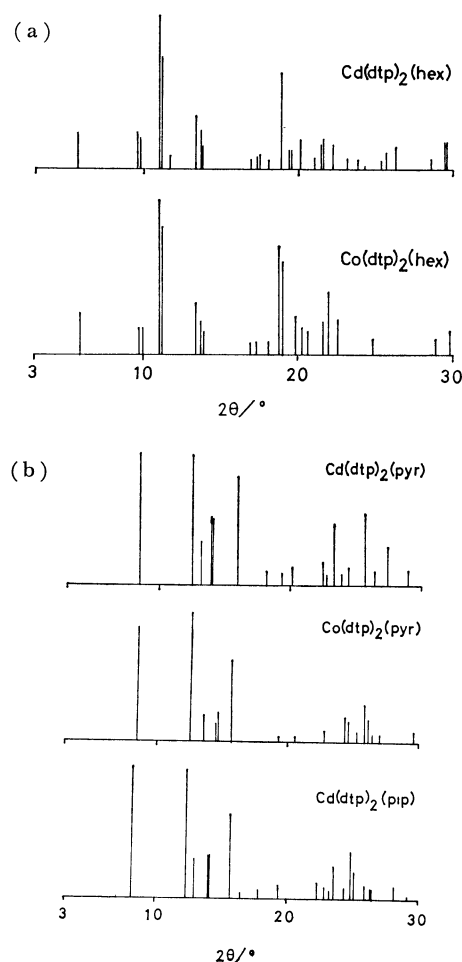 (a)
Cd(dtp)2(hex)
Co(dtp)2(hex)
3 10 20 30
2θ/°
(b)
Cd(dtp)2(pyr)
Co(dtp)2(pyr)
Cd(dtp)2(pip)
3 10 20 30
2θ/°